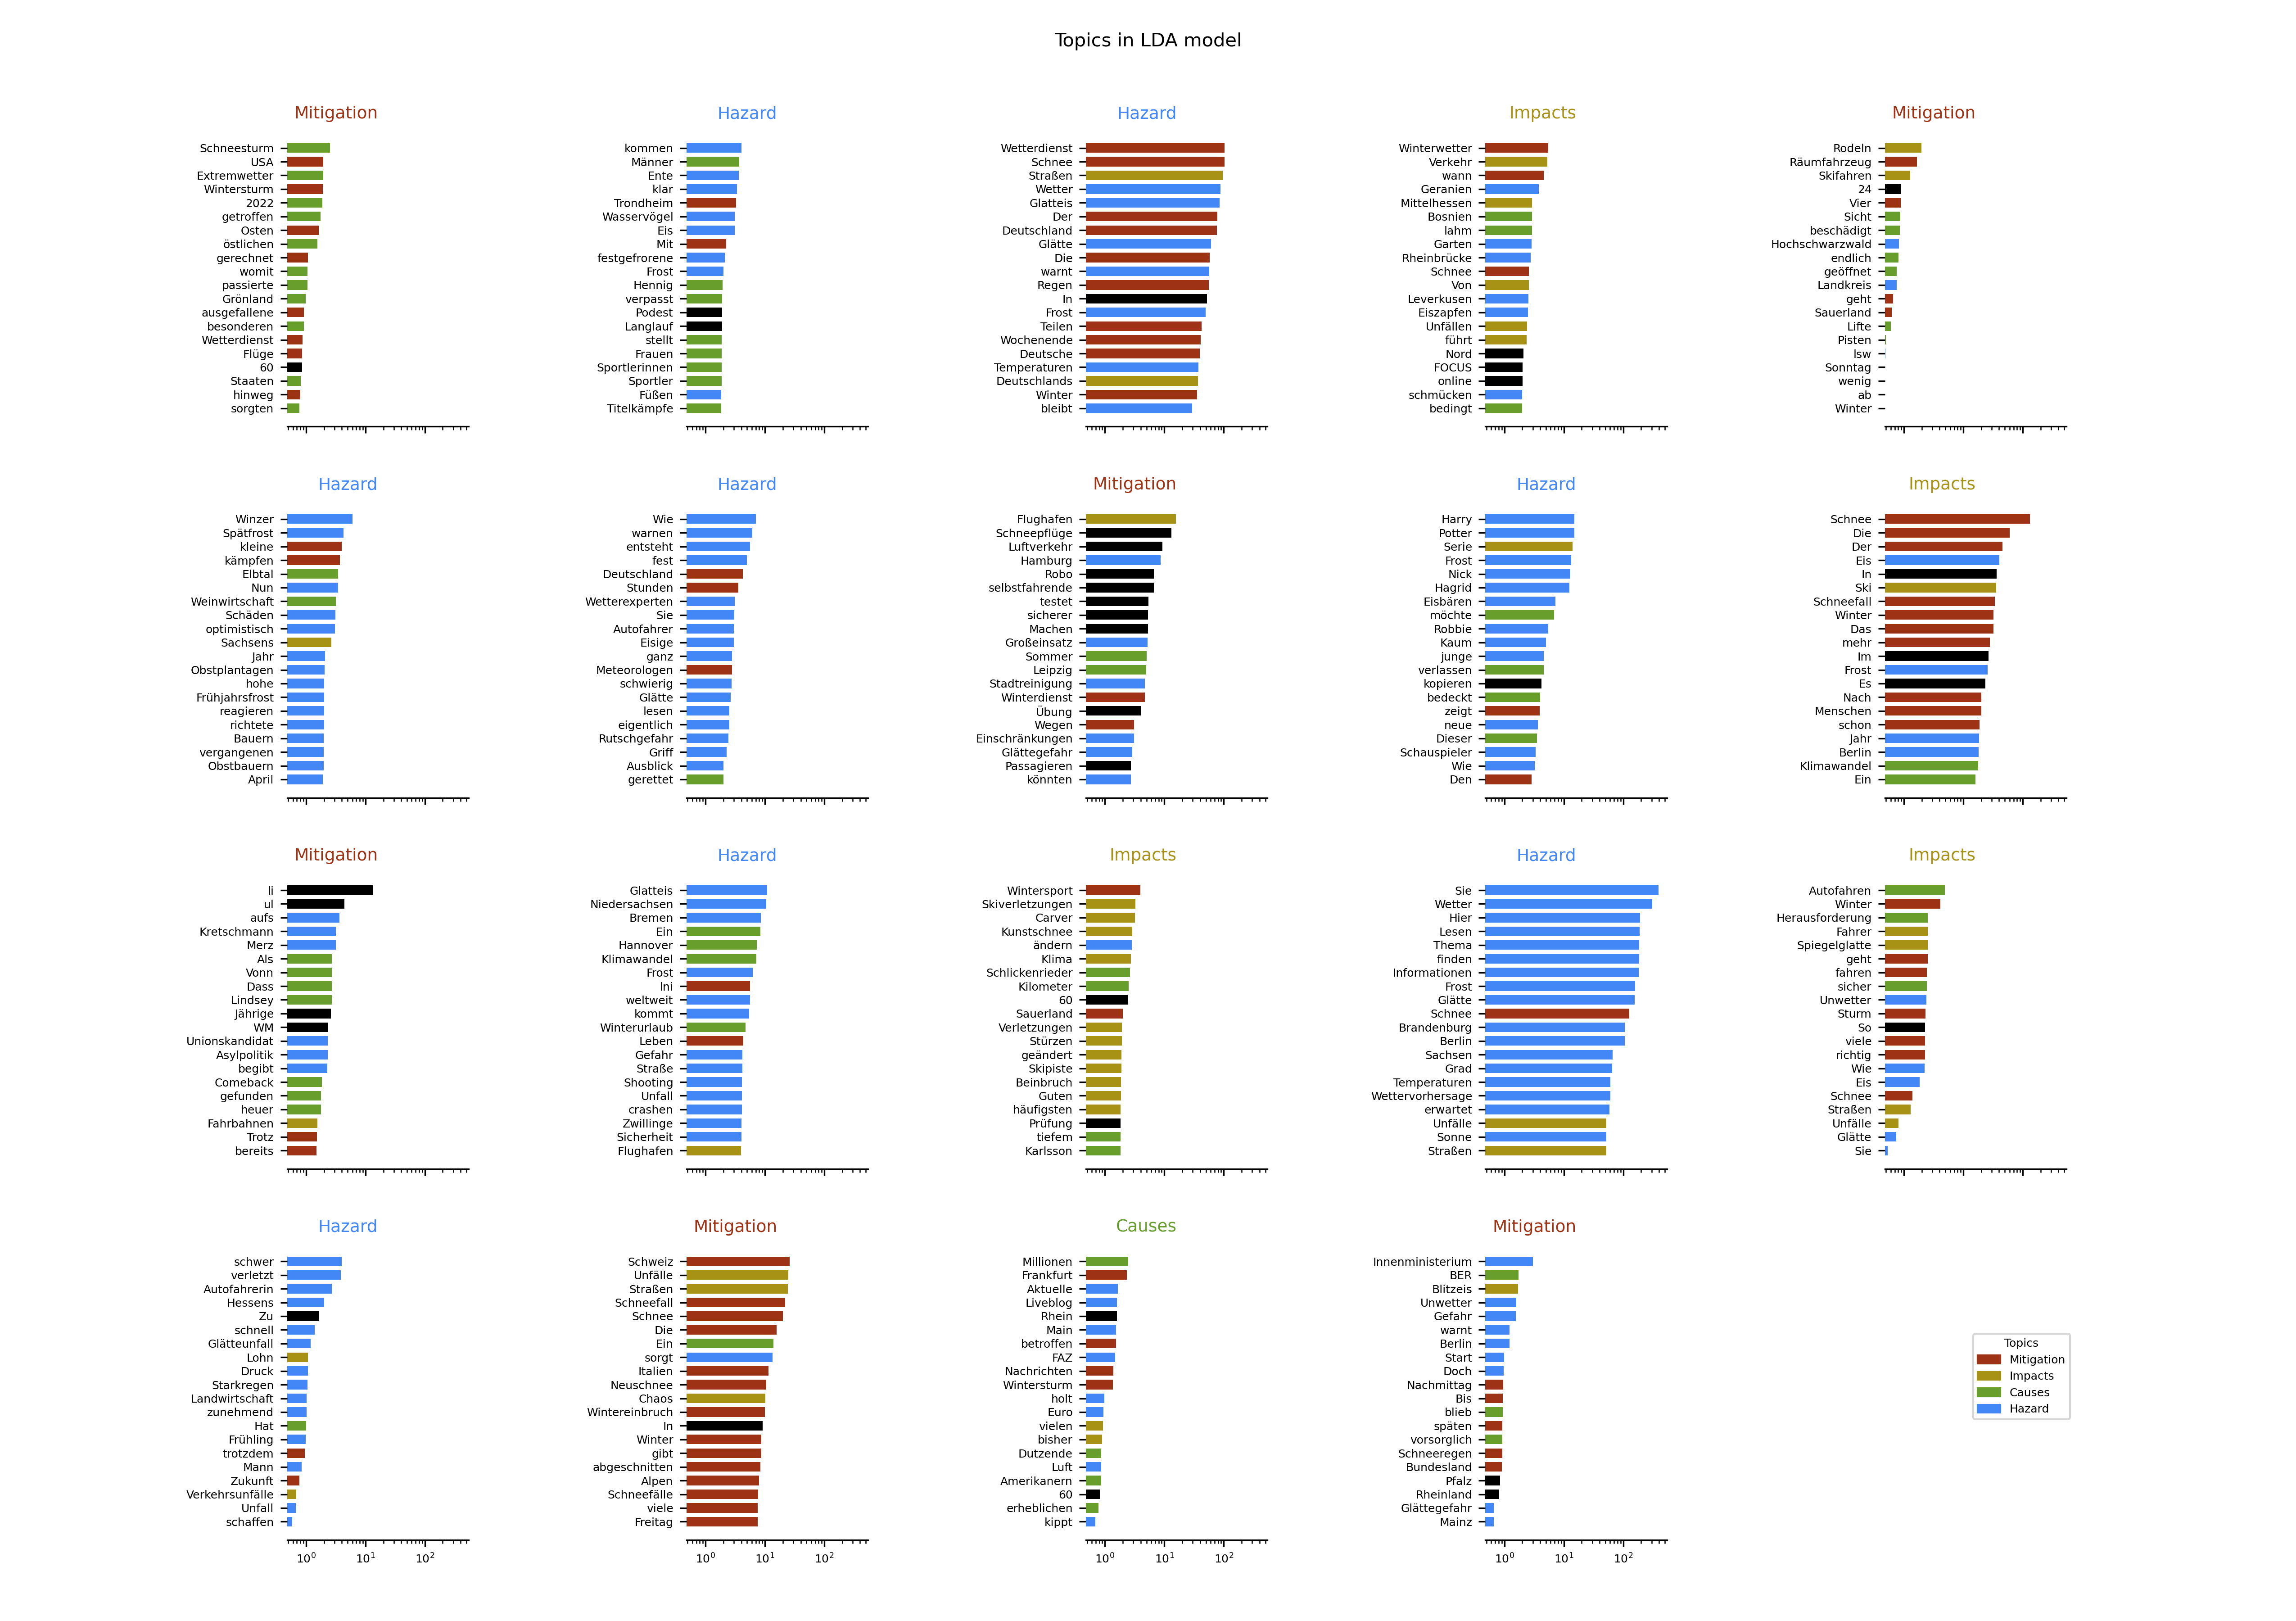 Topics in LDA model
Mitigation
Schneesturm
USA
Extremwetter
Wintersturm
2022
getroffen
Osten
östlichen
gerechnet
womit
passierte
Grönland
ausgefallene
besonderen
Wetterdienst
Flüge
60
Staaten
hinweg
sorgten
Hazard
kommen
Männer
Ente
klar
Trondheim
Wasservögel
Eis
Mit
festgefrorene
Frost
Hennig
verpasst
Podest
Langlauf
stellt
Frauen
Sportlerinnen
Sportler
Füßen
Titelkämpfe
Hazard
Wetterdienst
Schnee
Straßen
Wetter
Glatteis
Der
Deutschland
Glätte
Die
warnt
Regen
In
Frost
Teilen
Wochenende
Deutsche
Temperaturen
Deutschlands
Winter
bleibt
Impacts
Winterwetter
Verkehr
wann
Geranien
Mittelhessen
Bosnien
lahm
Garten
Rheinbrücke
Schnee
Von
Leverkusen
Eiszapfen
Unfällen
führt
Nord
FOCUS
online
schmücken
bedingt
Mitigation
Rodeln
Räumfahrzeug
Skifahren
24
Vier
Sicht
beschädigt
Hochschwarzwald
endlich
geöffnet
Landkreis
geht
Sauerland
Lifte
Pisten
lsw
Sonntag
wenig
ab
Winter
Hazard
Winzer
Spätfrost
kleine
kämpfen
Elbtal
Nun
Weinwirtschaft
Schäden
optimistisch
Sachsens
Jahr
Obstplantagen
hohe
Frühjahrsfrost
reagieren
richtete
Bauern
vergangenen
Obstbauern
April
Hazard
Wie
warnen
entsteht
fest
Deutschland
Stunden
Wetterexperten
Sie
Autofahrer
Eisige
ganz
Meteorologen
schwierig
Glätte
lesen
eigentlich
Rutschgefahr
Griff
Ausblick
gerettet
Mitigation
Flughafen
Schneepflüge
Luftverkehr
Hamburg
Robo
selbstfahrende
testet
sicherer
Machen
Großeinsatz
Sommer
Leipzig
Stadtreinigung
Winterdienst
Übung
Wegen
Einschränkungen
Glättegefahr
Passagieren
könnten
Hazard
Harry
Potter
Serie
Frost
Nick
Hagrid
Eisbären
möchte
Robbie
Kaum
junge
verlassen
kopieren
bedeckt
zeigt
neue
Dieser
Schauspieler
Wie
Den
Impacts
Schnee
Die
Der
Eis
In
Ski
Schneefall
Winter
Das
mehr
Im
Frost
Es
Nach
Menschen
schon
Jahr
Berlin
Klimawandel
Ein
Mitigation
li
ul
aufs
Kretschmann
Merz
Als
Vonn
Dass
Lindsey
Jährige
WM
Unionskandidat
Asylpolitik
begibt
Comeback
gefunden
heuer
Fahrbahnen
Trotz
bereits
Hazard
Glatteis
Niedersachsen
Bremen
Ein
Hannover
Klimawandel
Frost
Ini
weltweit
kommt
Winterurlaub
Leben
Gefahr
Straße
Shooting
Unfall
crashen
Zwillinge
Sicherheit
Flughafen
Impacts
Wintersport
Skiverletzungen
Carver
Kunstschnee
ändern
Klima
Schlickenrieder
Kilometer
60
Sauerland
Verletzungen
Stürzen
geändert
Skipiste
Beinbruch
Guten
häufigsten
Prüfung
tiefem
Karlsson
Hazard
Sie
Wetter
Hier
Lesen
Thema
finden
Informationen
Frost
Glätte
Schnee
Brandenburg
Berlin
Sachsen
Grad
Temperaturen
Wettervorhersage
erwartet
Unfälle
Sonne
Straßen
Impacts
Autofahren
Winter
Herausforderung
Fahrer
Spiegelglatte
geht
fahren
sicher
Unwetter
Sturm
So
viele
richtig
Wie
Eis
Schnee
Straßen
Unfälle
Glätte
Sie
Hazard
schwer
verletzt
Autofahrerin
Hessens
Zu
schnell
Glätteunfall
Lohn
Druck
Starkregen
Landwirtschaft
zunehmend
Hat
Frühling
trotzdem
Mann
Zukunft
Verkehrsunfälle
Unfall
schaffen
10⁰ 10¹ 10²
Mitigation
Schweiz
Unfälle
Straßen
Schneefall
Schnee
Die
Ein
sorgt
Italien
Neuschnee
Chaos
Wintereinbruch
In
Winter
gibt
abgeschnitten
Alpen
Schneefälle
viele
Freitag
10⁰ 10¹ 10²
Causes
Millionen
Frankfurt
Aktuelle
Liveblog
Rhein
Main
betroffen
FAZ
Nachrichten
Wintersturm
holt
Euro
vielen
bisher
Dutzende
Luft
Amerikanern
60
erheblichen
kippt
10⁰ 10¹ 10²
Mitigation
Innenministerium
BER
Blitzeis
Unwetter
Gefahr
warnt
Berlin
Start
Doch
Nachmittag
Bis
blieb
späten
vorsorglich
Schneeregen
Bundesland
Pfalz
Rheinland
Glättegefahr
Mainz
10⁰ 10¹ 10²
Topics
Mitigation
Impacts
Causes
Hazard